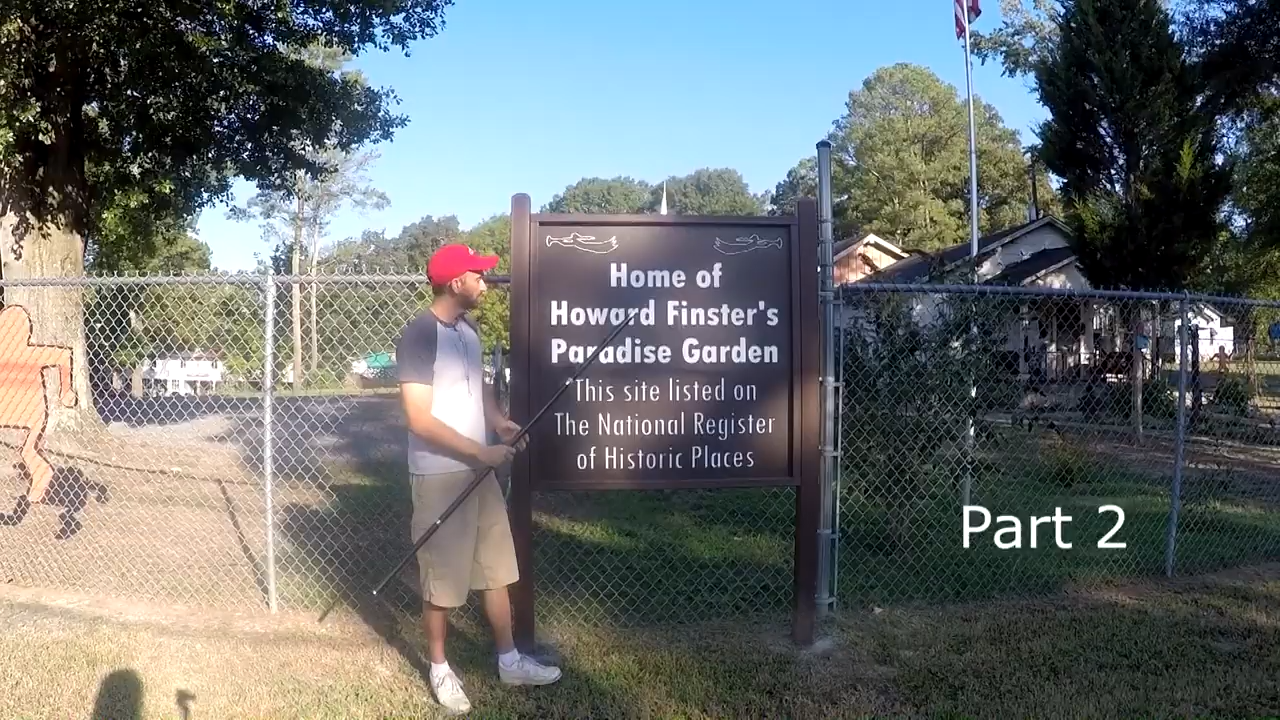 Home of
Howard Finster's
Paradise Garden
This site listed on
The National Register
of Historic Places
Part 2